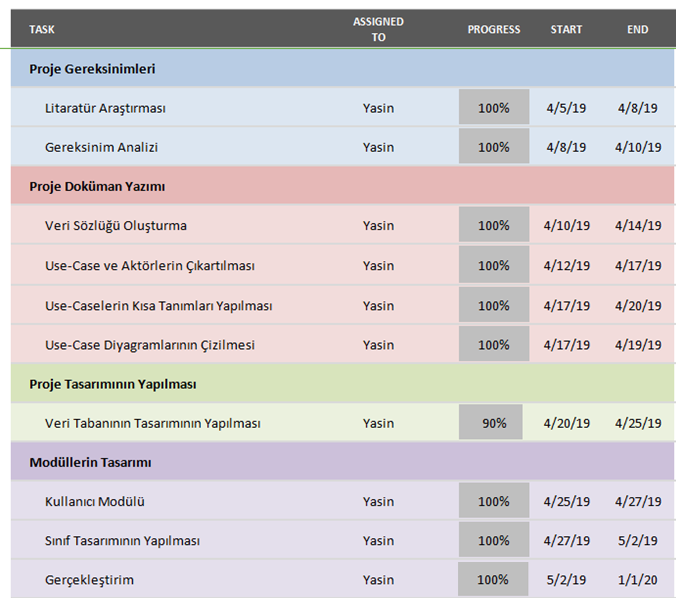 TASK ASSIGNED TO PROGRESS START END
Proje Gereksinimleri
Litaratür Araştırması Yasin 100% 4/5/19 4/8/19
Gereksinim Analizi Yasin 100% 4/8/19 4/10/19
Proje Doküman Yazımı
Veri Sözlüğü Oluşturma Yasin 100% 4/10/19 4/14/19
Use-Case ve Aktörlerin Çıkartılması Yasin 100% 4/12/19 4/17/19
Use-Caselerin Kısa Tanımları Yapılması Yasin 100% 4/17/19 4/20/19
Use-Case Diyagramlarının Çizilmesi Yasin 100% 4/17/19 4/19/19
Proje Tasarımının Yapılması
Veri Tabanının Tasarımının Yapılması Yasin 90% 4/20/19 4/25/19
Modüllerin Tasarımı
Kullanıcı Modülü Yasin 100% 4/25/19 4/27/19
Sınıf Tasarımının Yapılması Yasin 100% 4/27/19 5/2/19
Gerçekleştirim Yasin 100% 5/2/19 1/1/20